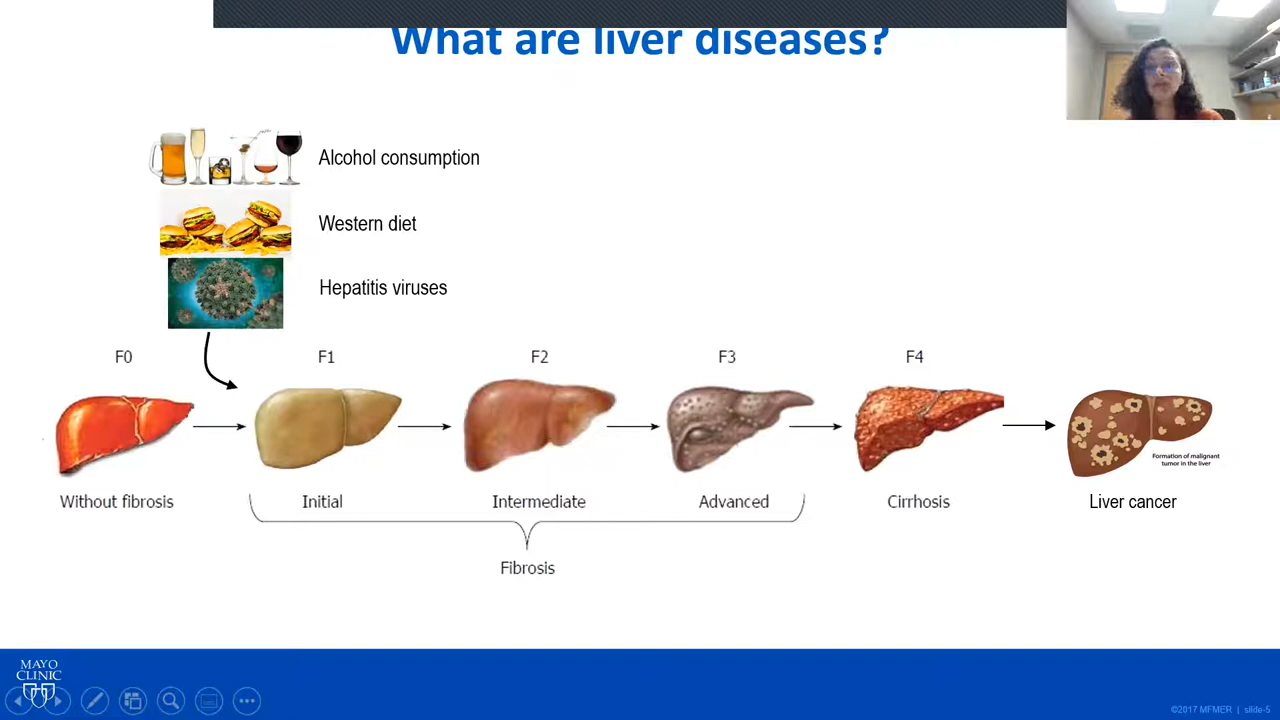 What are liver diseases?
Alcohol consumption
Western diet
Hepatitis viruses
F0
F1
F2
F3
F4
Formation of malignant
tumor in the liver
Without fibrosis
Initial
Intermediate
Advanced
Cirrhosis
Liver cancer
Fibrosis
MAYO
CLINIC
©2017 MFMER | slide-5